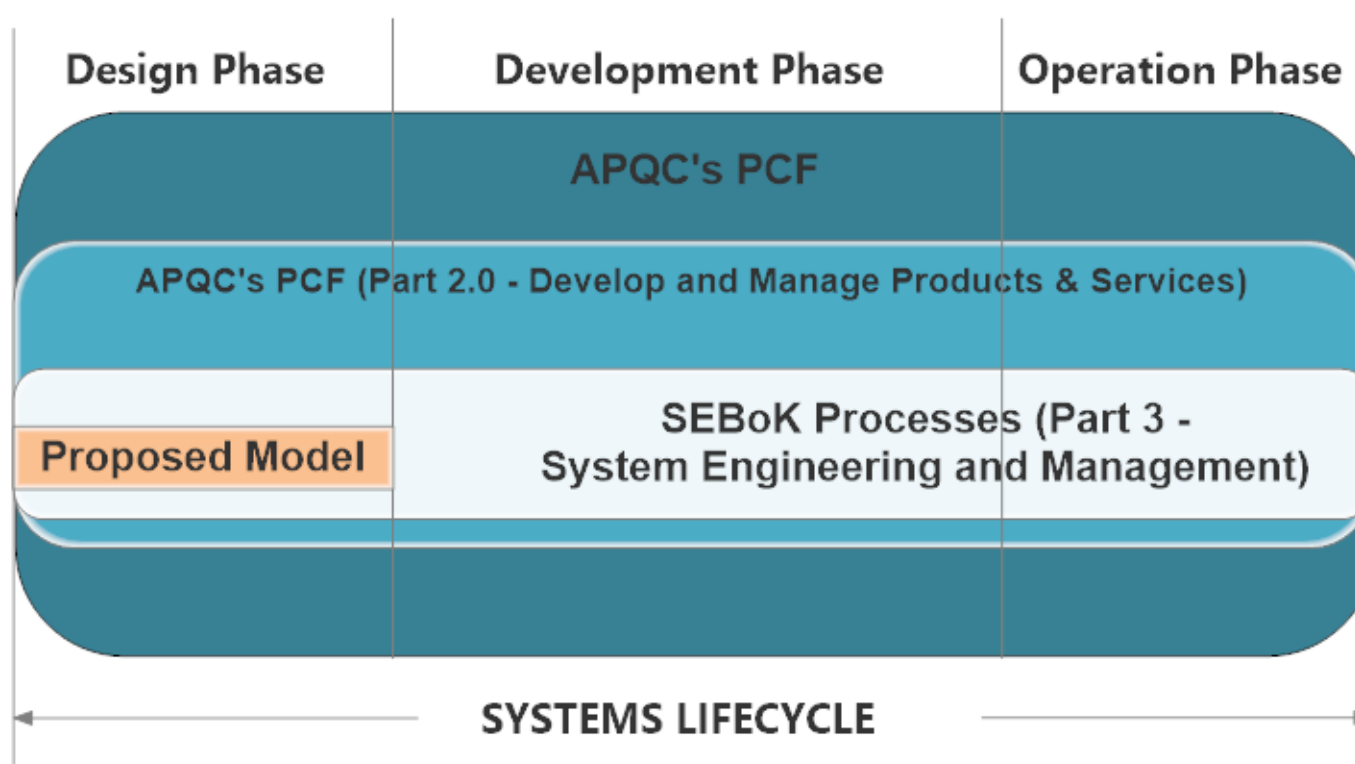 Design Phase
Development Phase
Operation Phase
APQC's PCF
APQC's PCF (Part 2.0 - Develop and Manage Products & Services)
Proposed Model
SEBoK Processes (Part 3 -
System Engineering and Management)
SYSTEMS LIFECYCLE